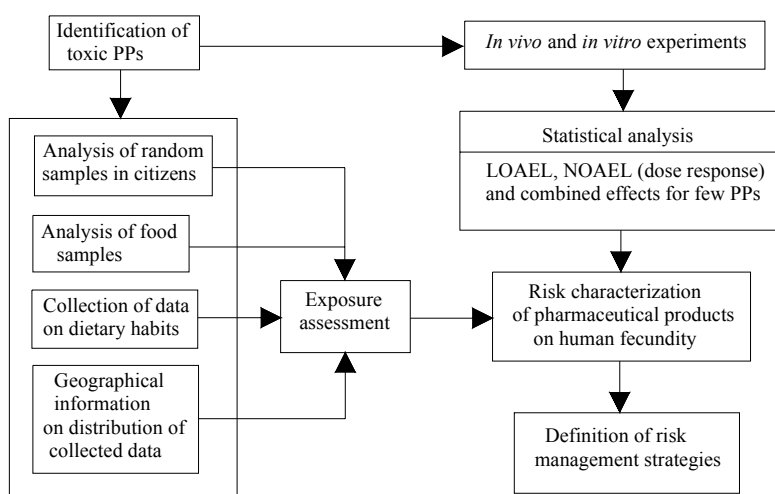 Identification of
toxic PPs
In vivo and in vitro experiments
Analysis of random
samples in citizens
Analysis of food
samples
Collection of data
on dietary habits
Geographical
information
on distribution of
collected data
Exposure
assessment
Statistical analysis
LOAEL, NOAEL (dose response)
and combined effects for few PPs
Risk characterization
of pharmaceutical products
on human fecundity
Definition of risk
management strategies